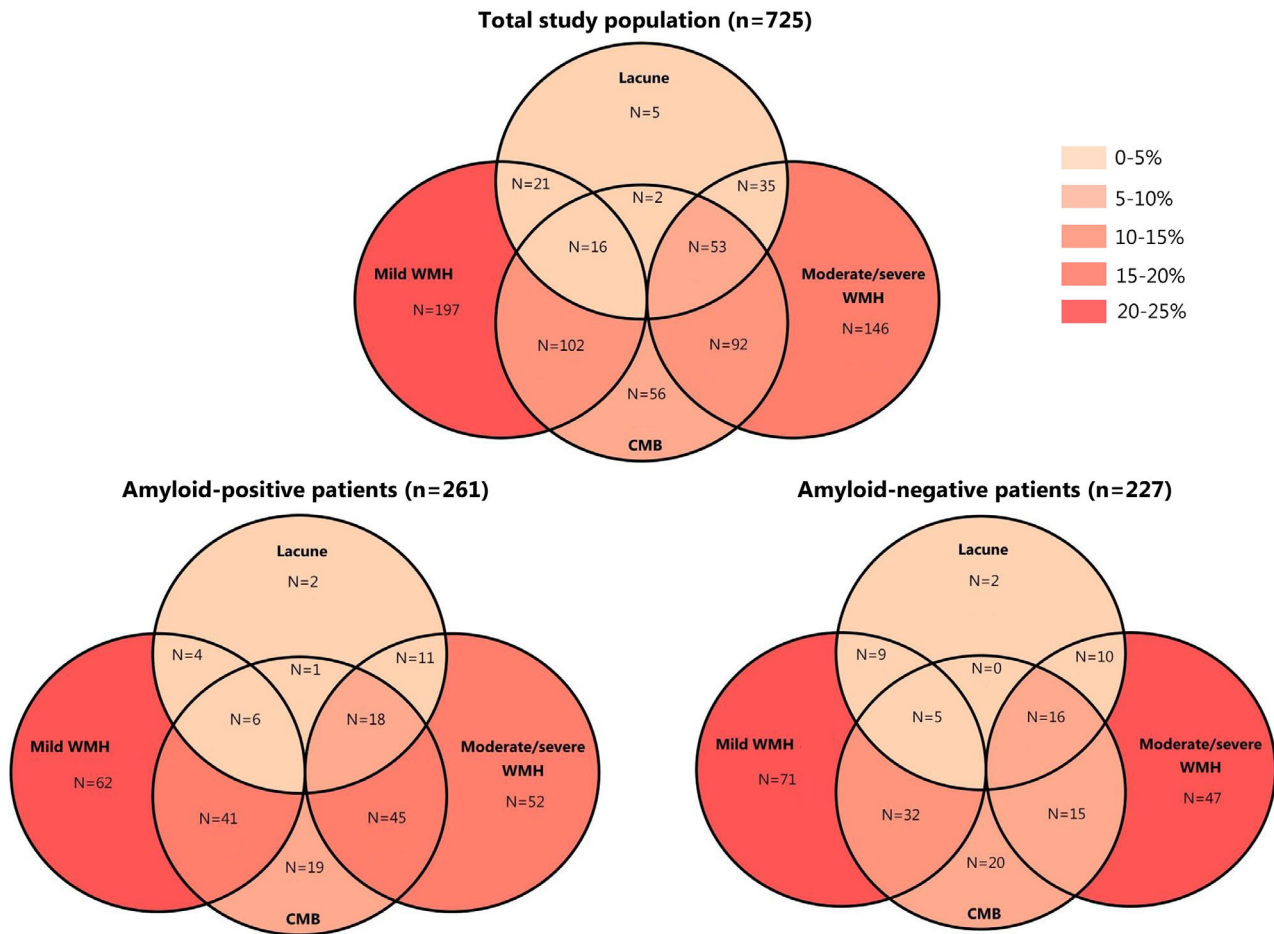 Total study population (n=725)
Lacune
N=5
N=21
N=2
N=35
N=16
N=53
Mild WMH
N=197
Moderate/severe
WMH
N=146
N=102
N=92
N=56
CMB
0-5%
5-10%
10-15%
15-20%
20-25%
Amyloid-positive patients (n=261)
Lacune
N=2
N=4
N=1
N=11
N=6
N=18
Mild WMH
N=62
Moderate/severe
WMH
N=52
N=41
N=45
N=19
CMB
Amyloid-negative patients (n=227)
Lacune
N=2
N=9
N=0
N=10
N=5
N=16
Mild WMH
N=71
Moderate/severe
WMH
N=47
N=32
N=15
N=20
CMB